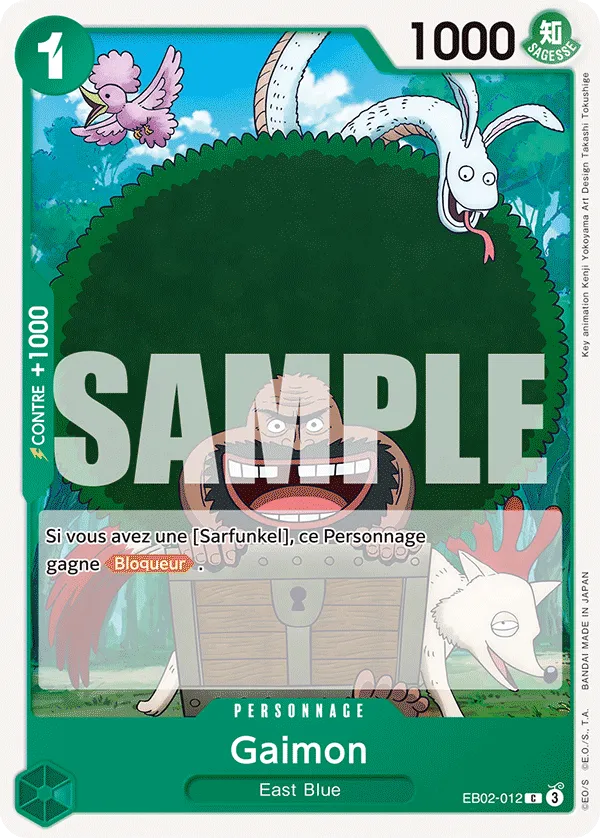 1
1000
知
SAGESSE
Key animation Kenji Yokoyama Art Design Takashi Tokushige
CONTRE +1000
SAMPLE
Si vous avez une [Sarfunkel], ce Personnage
gagne Bloqueur .
BANDAI MADE IN JAPAN
©EO/S ©E.O./S., T.A.
PERSONNAGE
Gaimon
East Blue
EB02-012 C 3